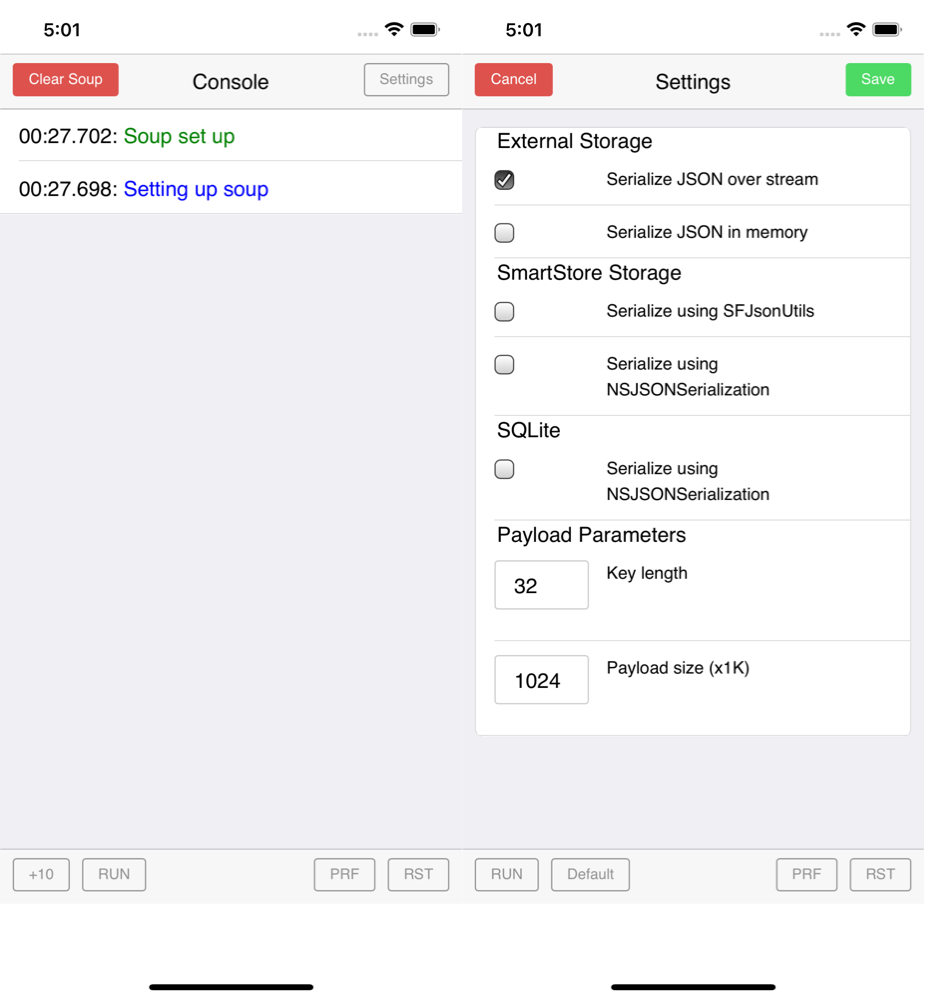 5:01
Clear Soup
Console
Settings
00:27.702: Soup set up
00:27.698: Setting up soup
+10
RUN
PRF
RST
5:01
Cancel
Settings
Save
External Storage
Serialize JSON over stream
Serialize JSON in memory
SmartStore Storage
Serialize using SFJsonUtils
Serialize using
NSJSONSerialization
SQLite
Serialize using
NSJSONSerialization
Payload Parameters
32
Key length
1024
Payload size (x1K)
RUN
Default
PRF
RST